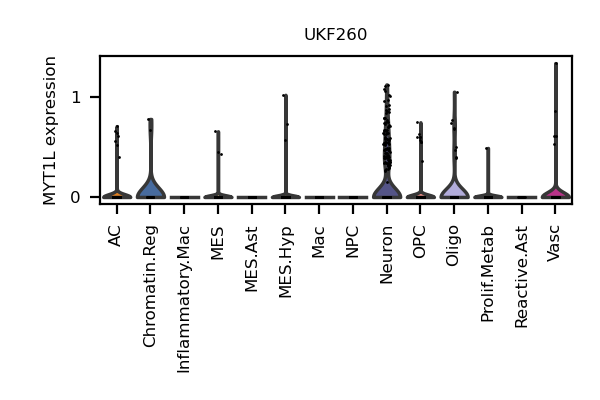 UKF260
MYT1L expression
1
0
AC
Chromatin.Reg
Inflammatory.Mac
MES
MES.Ast
MES.Hyp
Mac
NPC
Neuron
OPC
Oligo
Prolif.Metab
Reactive.Ast
Vasc